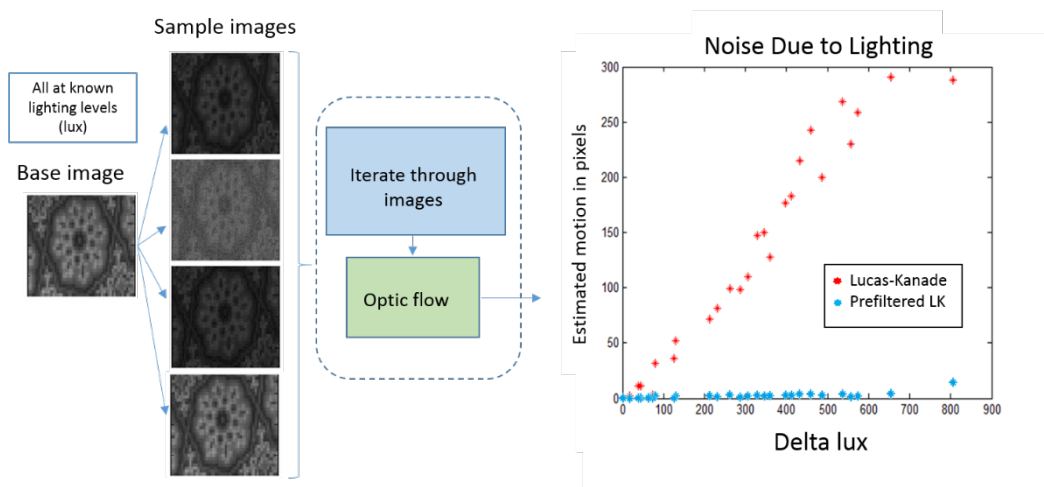 Sample images
All at known
lighting levels
(lux)
Base image
Iterate through
images
Optic flow
Noise Due to Lighting
Estimated motion in pixels
300
250
200
150
100
50
0
0 100 200 300 400 500 600 700 800 900
Lucas-Kanade
Prefiltered LK
Delta lux